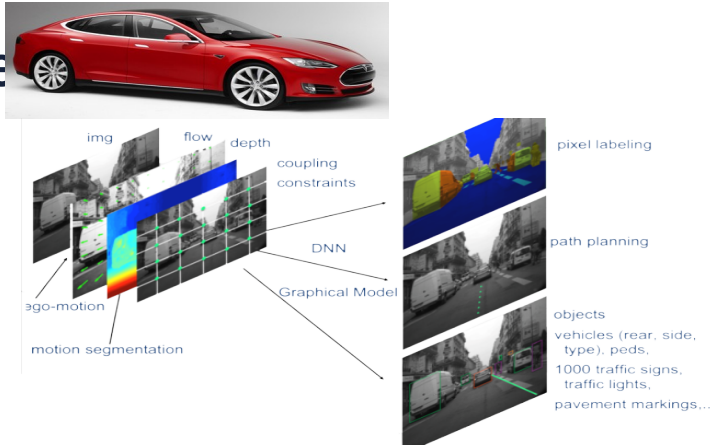 s
img
flow
depth
coupling
constraints
pixel labeling
DNN
path planning
Graphical Model
ego-motion
motion segmentation
objects
vehicles (rear, side,
type), peds,
1000 traffic signs,
traffic lights,
pavement markings,..